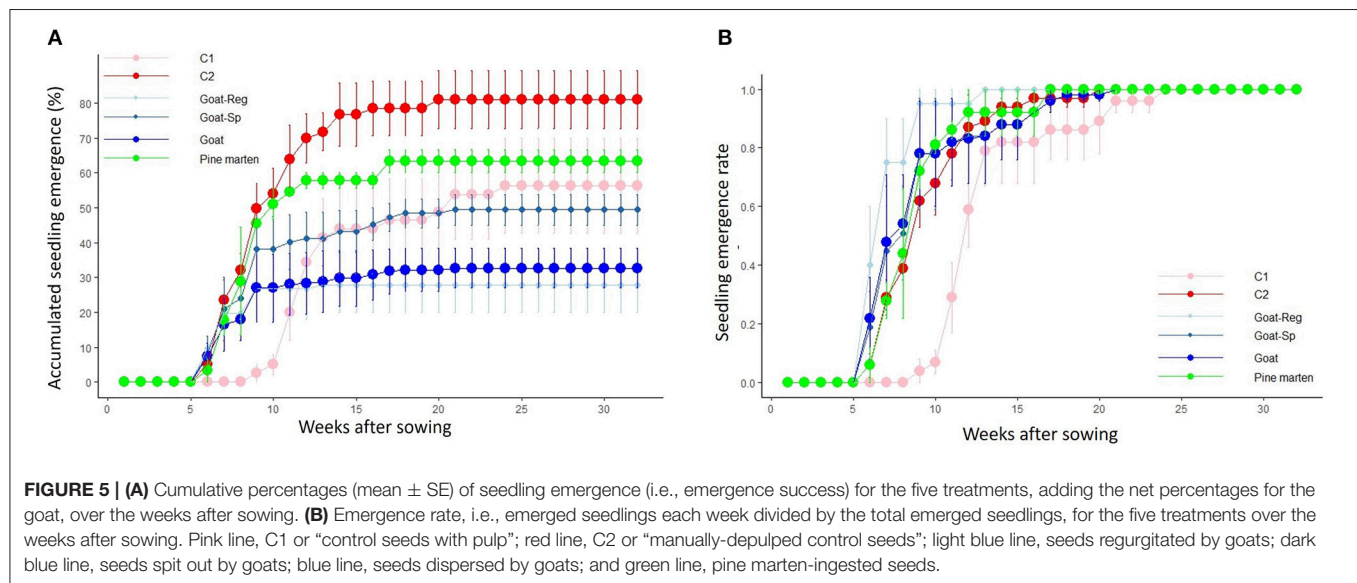 A
C1
C2
Goat-Reg
Goat-Sp
Goat
Pine marten
Accumulated seedling emergence (%)
80
70
60
50
40
30
20
10
0
0 5 10 15 20 25 30
Weeks after sowing
B
Seedling emergence rate
1.0
0.8
0.6
0.4
0.2
0.0
C1
C2
Goat-Reg
Goat-Sp
Goat
Pine marten
0 5 10 15 20 25 30
Weeks after sowing
FIGURE 5 | (A) Cumulative percentages (mean ± SE) of seedling emergence (i.e., emergence success) for the five treatments, adding the net percentages for the
goat, over the weeks after sowing. (B) Emergence rate, i.e., emerged seedlings each week divided by the total emerged seedlings, for the five treatments over the
weeks after sowing. Pink line, C1 or “control seeds with pulp”; red line, C2 or “manually-depulped control seeds”; light blue line, seeds regurgitated by goats; dark
blue line, seeds spit out by goats; blue line, seeds dispersed by goats; and green line, pine marten-ingested seeds.